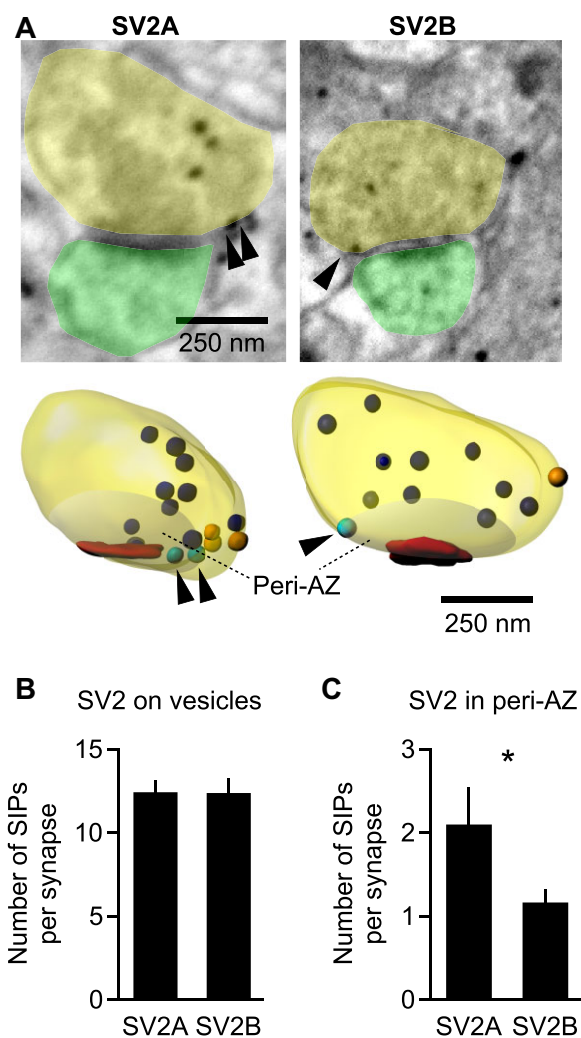 A
SV2A
SV2B
250 nm
Peri-AZ
250 nm
B
SV2 on vesicles
Number of SIPs
per synapse
15
10
5
0
SV2A SV2B
C
SV2 in peri-AZ
Number of SIPs
per synapse
3
2
1
0
*
SV2A SV2B